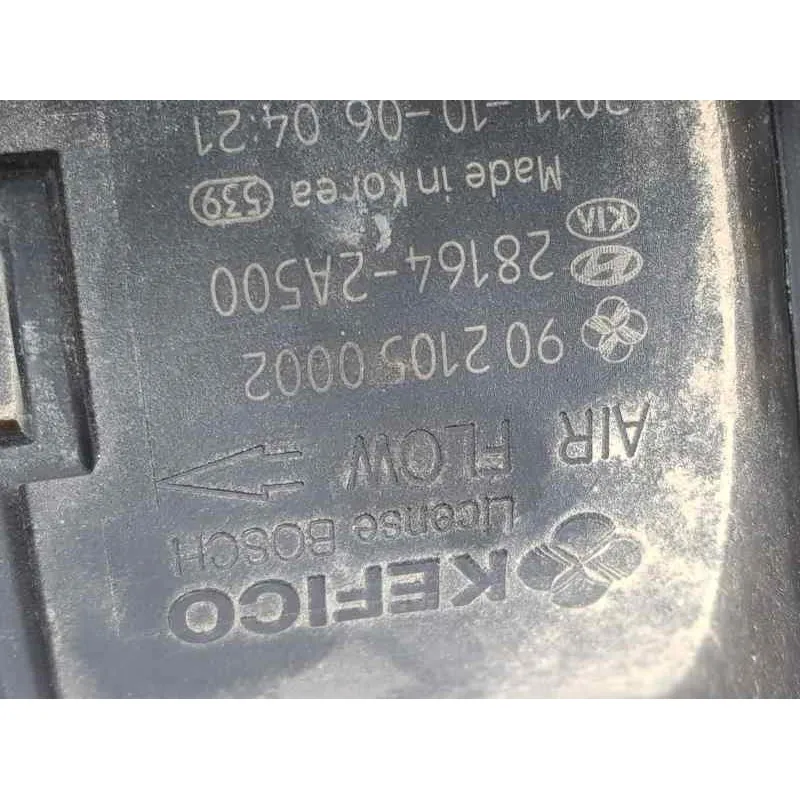 KEFICO
License BOSCH
AIR FLOW
90 2105 0002
28164-2A500 KIA
Made in Korea 539
2011-10-06 04:21